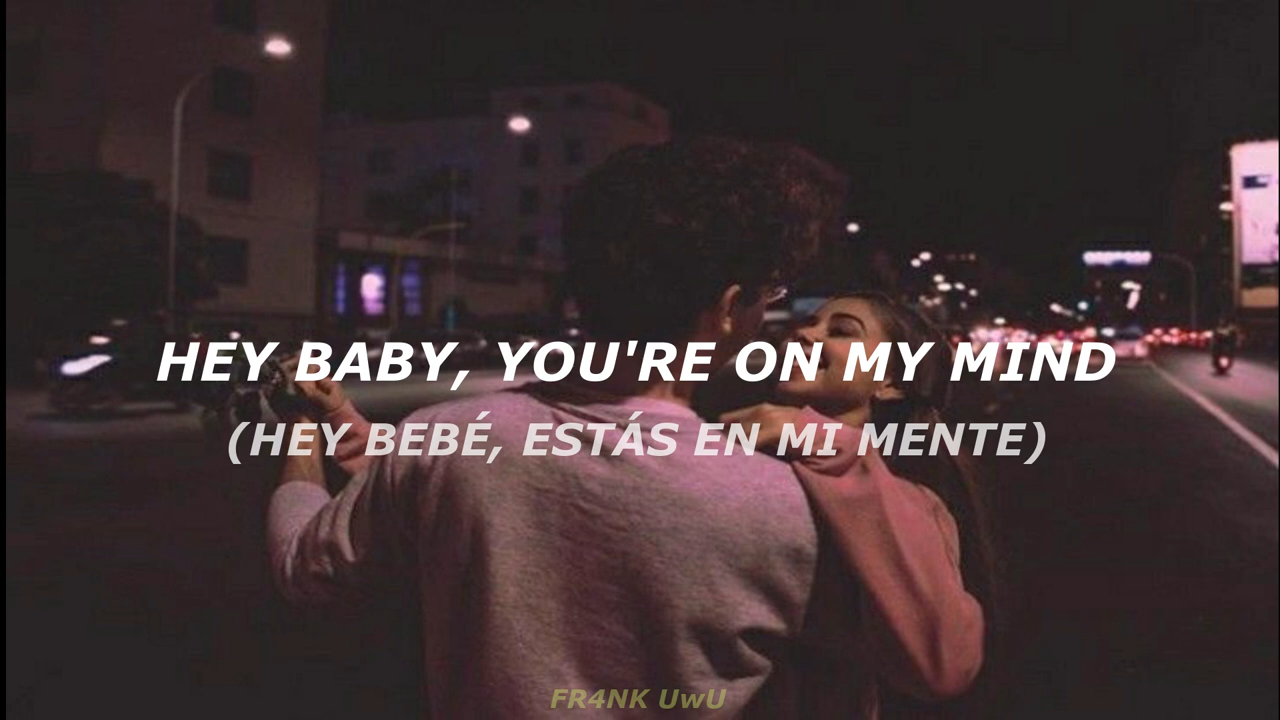 HEY BABY, YOU'RE ON MY MIND
(HEY BEBÉ, ESTÁS EN MI MENTE)
FR4NK UwU